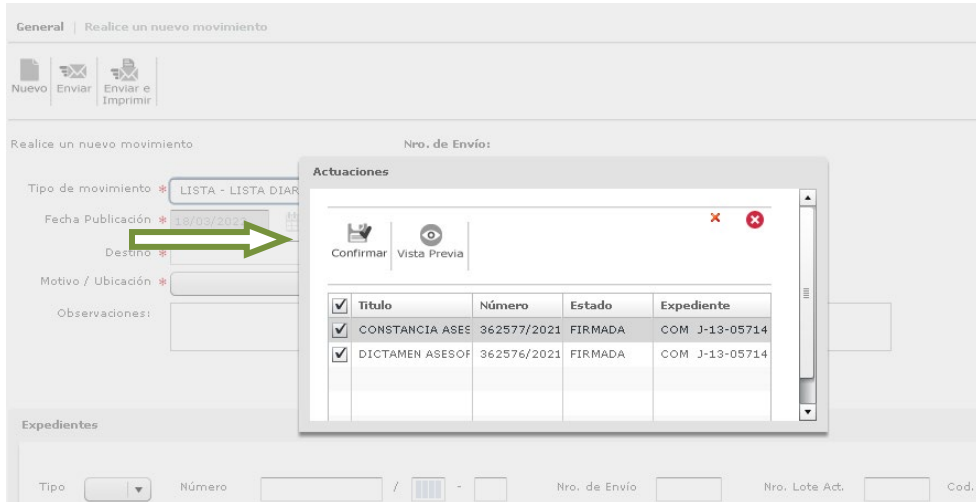 General | Realice un nuevo movimiento
Nuevo Enviar Enviar e Imprimir
Realice un nuevo movimiento Nro. de Envío:
Actuaciones
Tipo de movimiento * LISTA - LISTA DIAR
Fecha Publicación * 18/03/202
Destino *
Motivo / Ubicación *
Observaciones:
Confirmar Vista Previa
Titulo Número Estado Expediente
CONSTANCIA ASES 362577/2021 FIRMADA COM J-13-05714
DICTAMEN ASESOF 362576/2021 FIRMADA COM J-13-05714
Expedientes
Tipo Número / - Nro. de Envío Nro. Lote Act. Cod.